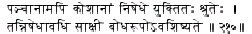 पञ्चानामपि कोशानां निषेधे युक्तितः श्रुतेः ।
तन्निषेधावधि साक्षी बोधरूपोऽवशिष्यते ॥ २१०॥